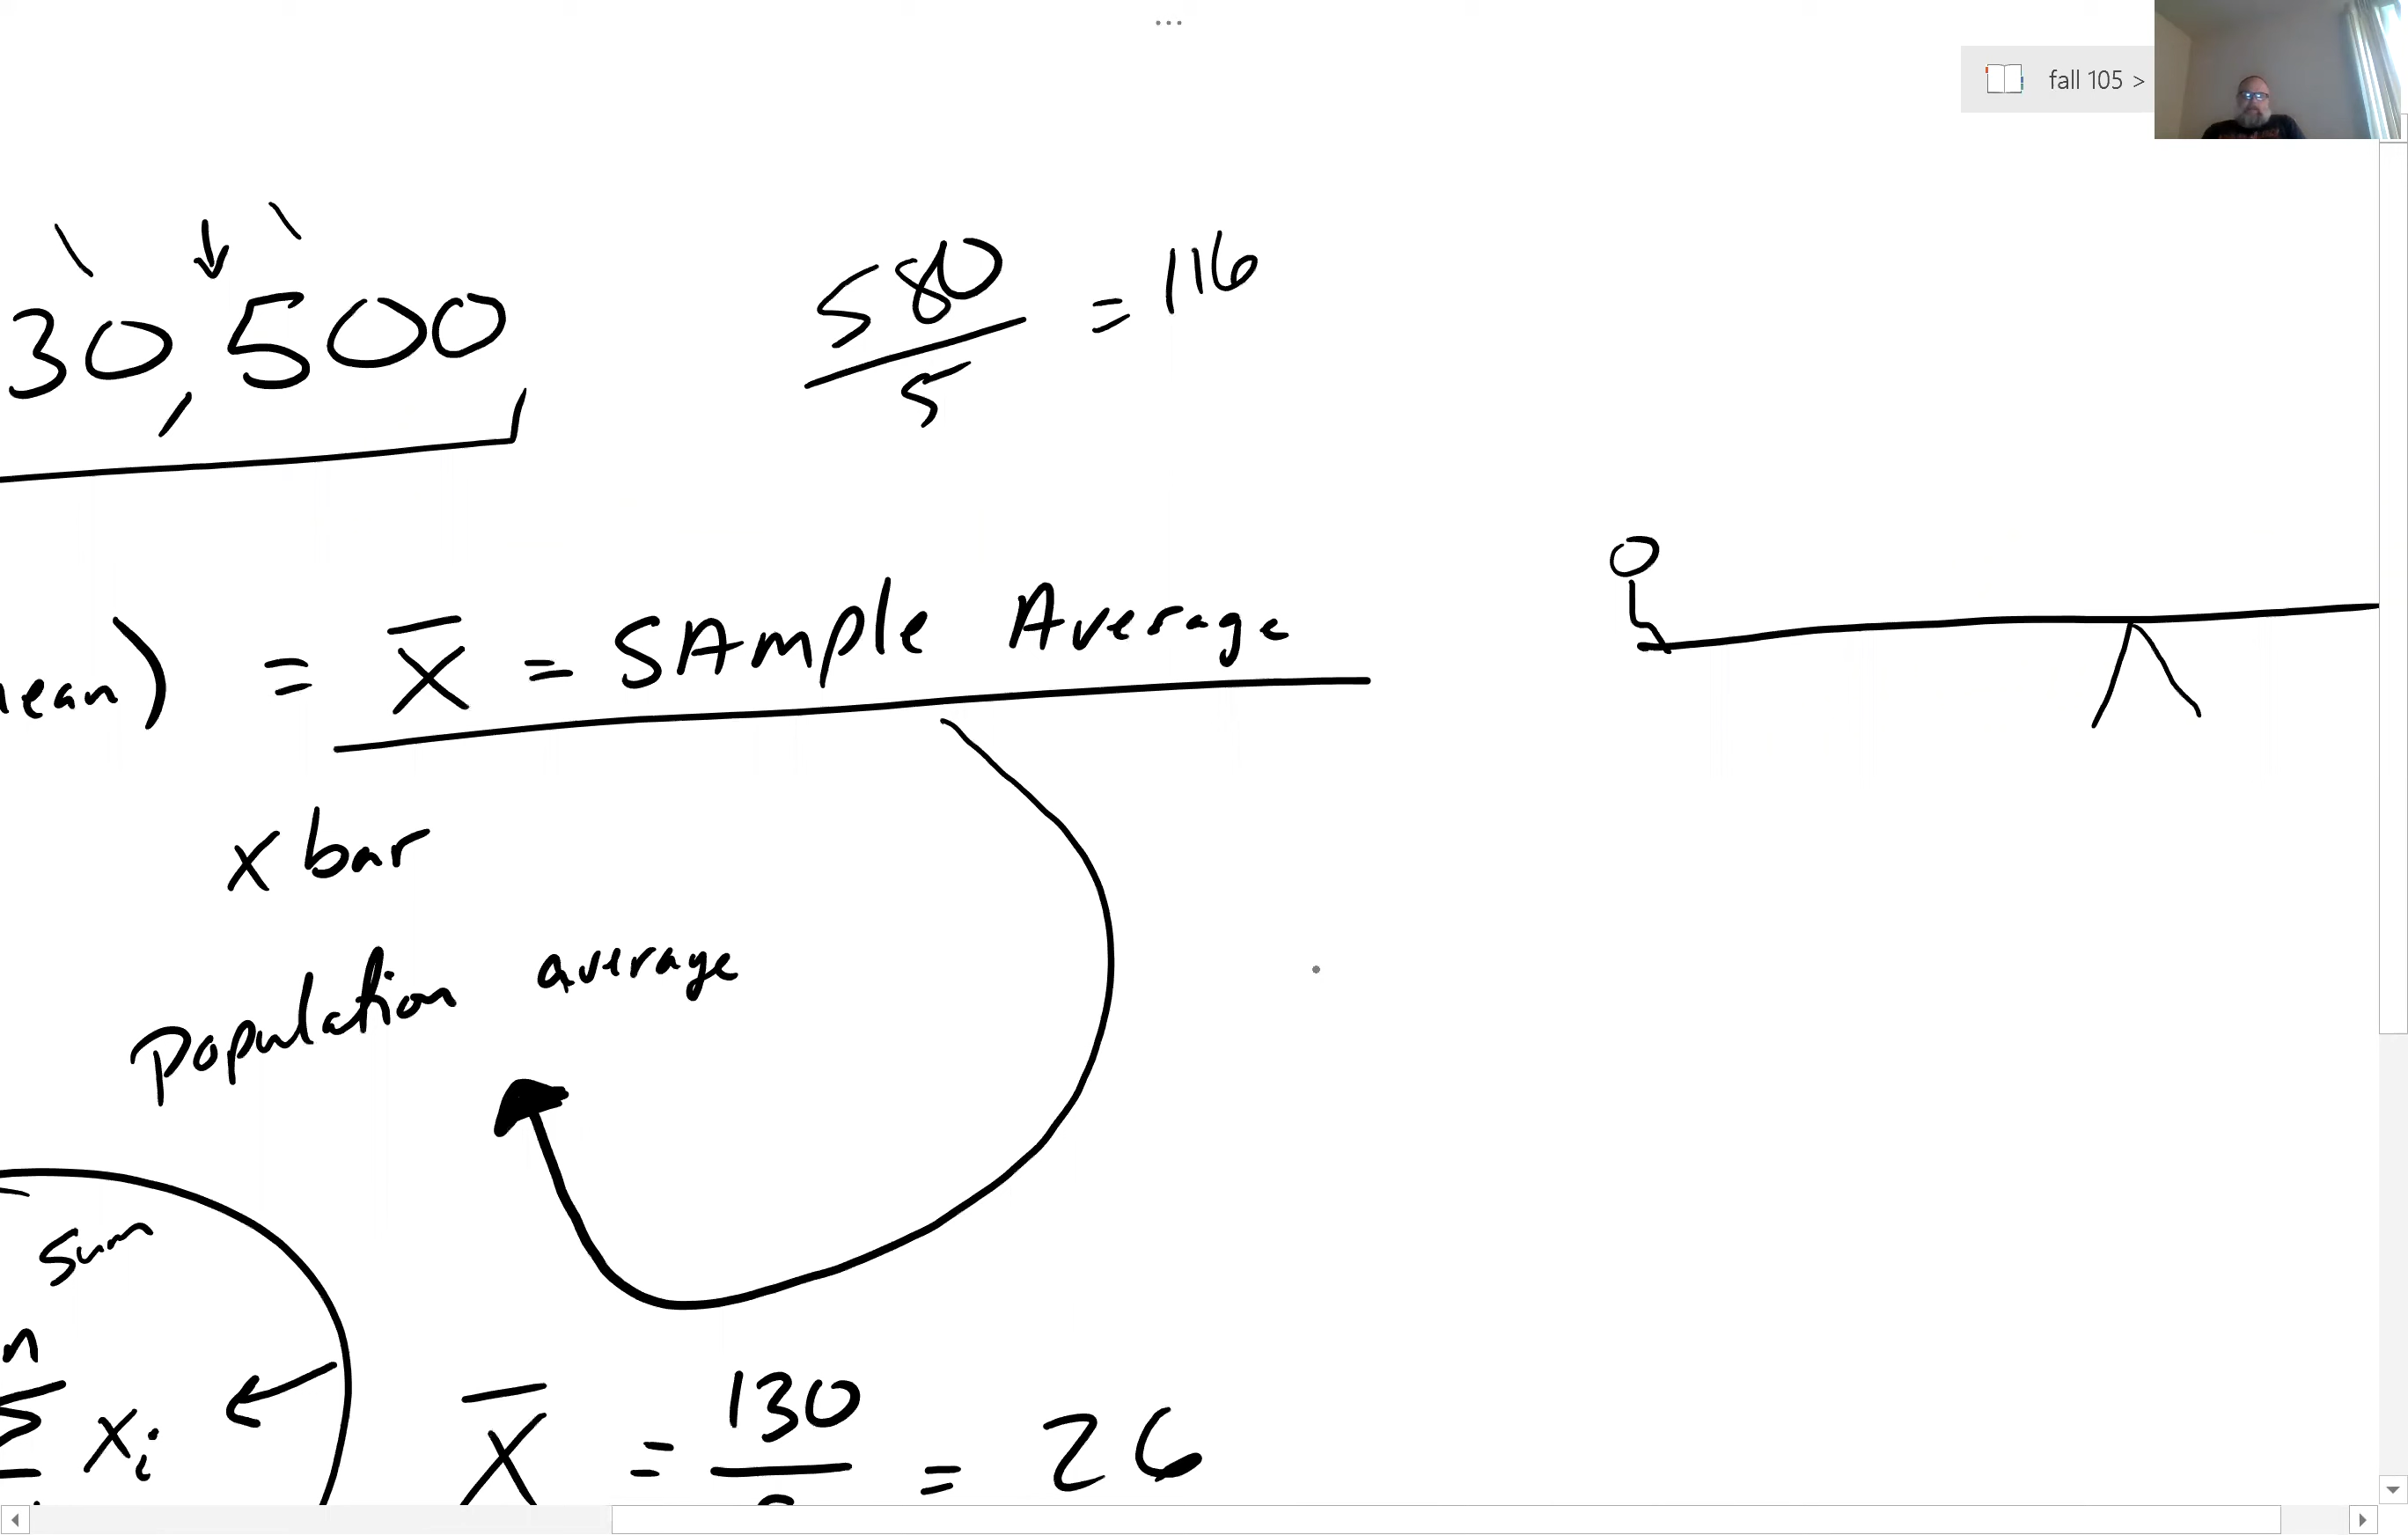 fall 105 >
30, 500,
580
5
= 116
ean) = x̄ = SAmple Average
x bar
population average
sum
n
Σ xᵢ
x̄ = 130 = 26